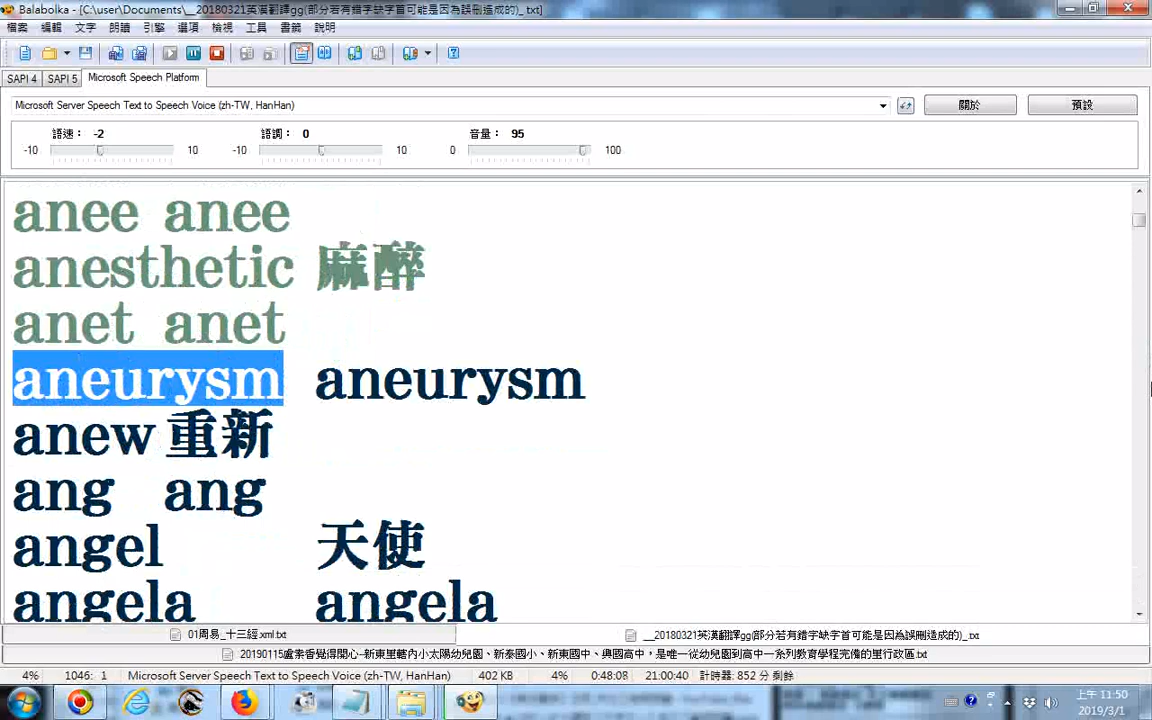 Balabolka - [C:\user\Documents\__20180321英漢翻譯gg(部分若有錯字缺字首可能是因為誤刪造成的)_.txt]
檔案 編輯 文字 朗讀 引擎 選項 檢視 工具 書籤 說明
SAPI 4 SAPI 5 Microsoft Speech Platform
Microsoft Server Speech Text to Speech Voice (zh-TW, HanHan) 關於 預設
語速： -2 語調： 0 音量： 95
-10 10 -10 10 0 100
anee anee
anesthetic 麻醉
anet anet
aneurysm aneurysm
anew 重新
ang ang
angel 天使
angela angela
01周易_十三經.xml.txt __20180321英漢翻譯gg(部分若有錯字缺字首可能是因為誤刪造成的)_.txt
20190115盧素香覺得開心-新東里轄內小太陽幼兒園、新泰國小、新東國中、興國高中，是唯一從幼兒園到高中一系列教育學程完備的里行政區.txt
4% 1046: 1 Microsoft Server Speech Text to Speech Voice (zh-TW, HanHan) 402 KB 4% 0:48:08 21:00:40 計時器: 852 分 剩餘
上午 11:50
2019/3/1